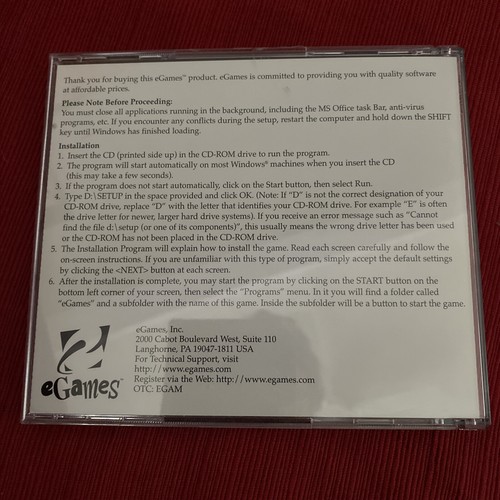 Thank you for buying this eGames™ product. eGames is committed to providing you with quality software
at affordable prices.
Please Note Before Proceeding:
You must close all applications running in the background, including the MS Office task Bar, anti-virus
programs, etc. If you encounter any conflicts during the setup, restart the computer and hold down the SHIFT
key until Windows has finished loading.
Installation
1. Insert the CD (printed side up) in the CD-ROM drive to run the program.
2. The program will start automatically on most Windows® machines when you insert the CD
(this may take a few seconds).
3. If the program does not start automatically, click on the Start button, then select Run.
4. Type D:\SETUP in the space provided and click OK. (Note: If "D" is not the correct designation of your
CD-ROM drive, replace "D" with the letter that identifies your CD-ROM drive. For example "E" is often
the drive letter for newer, larger hard drive systems). If you receive an error message such as "Cannot
find the file d:\setup (or one of its components)", this usually means the wrong drive letter has been used
or the CD-ROM has not been placed in the CD-ROM drive.
5. The Installation Program will explain how to install the game. Read each screen carefully and follow the
on-screen instructions. If you are unfamiliar with this type of program, simply accept the default settings
by clicking the <NEXT> button at each screen.
6. After the installation is complete, you may start the program by clicking on the START button on the
bottom left corner of your screen, then select the "Programs" menu. In it you will find a folder called
"eGames" and a subfolder with the name of this game. Inside the subfolder will be a button to start the game.
eGames™
eGames, Inc.
2000 Cabot Boulevard West, Suite 110
Langhorne, PA 19047-1811 USA
For Technical Support, visit
http://www.egames.com
Register via the Web: http://www.egames.com
OTC: EGAM